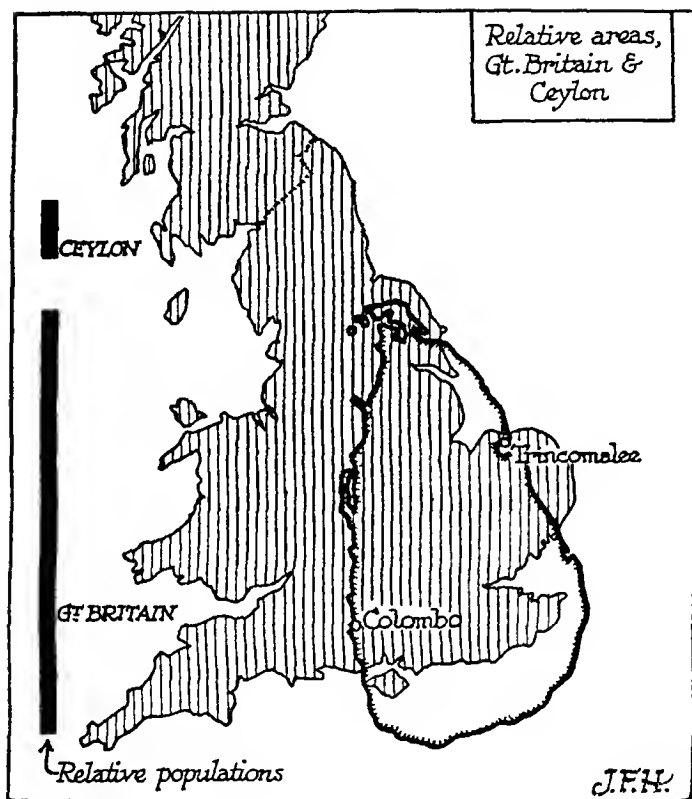 Relative areas,
Gt. Britain &
Ceylon
CEYLON
Trincomalee
GT BRITAIN
Colombo
Relative populations
J.F.H.